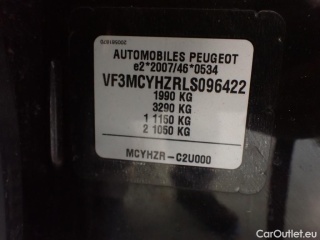 AUTOMOBILES PEUGEOT
e2*2007/46*0534
VF3MCYHZRLS096422
1990 KG
3290 KG
1 1150 KG
2 1050 KG
MCYHZR-C2U000
CarOutlet.eu